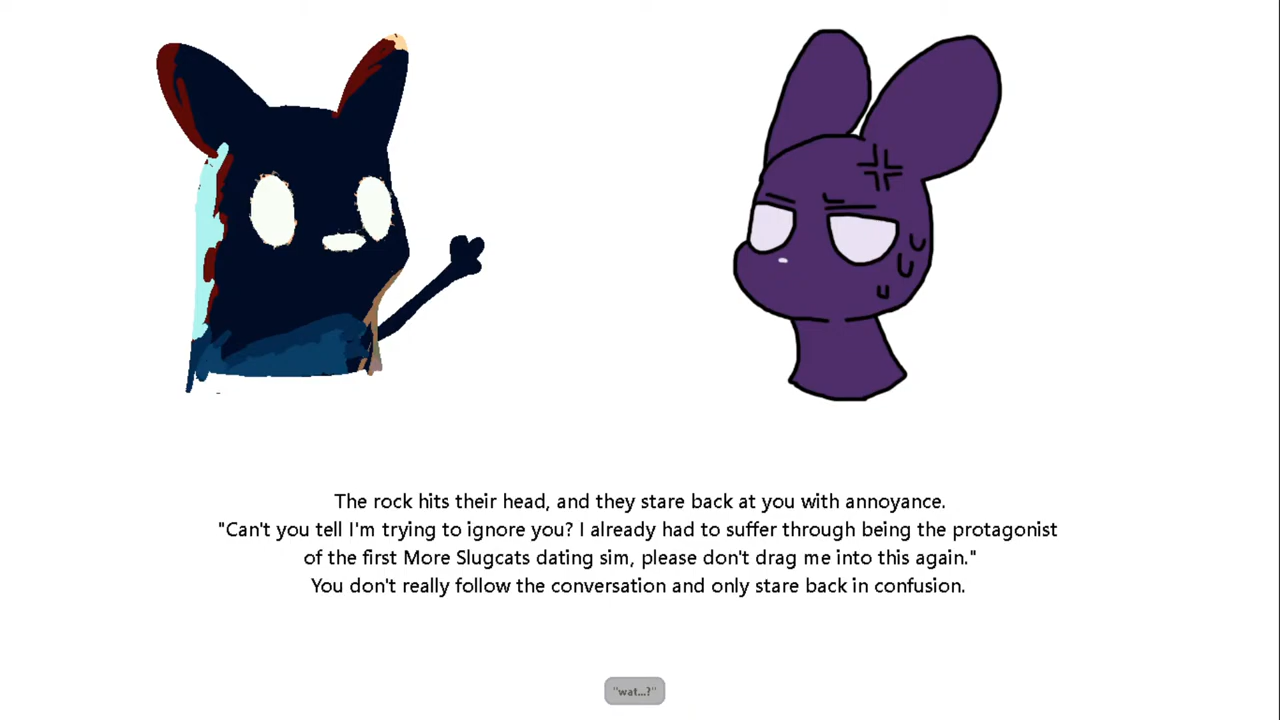 The rock hits their head, and they stare back at you with annoyance.
"Can't you tell I'm trying to ignore you? I already had to suffer through being the protagonist
of the first More Slugcats dating sim, please don't drag me into this again."
You don't really follow the conversation and only stare back in confusion.
"wat...?"